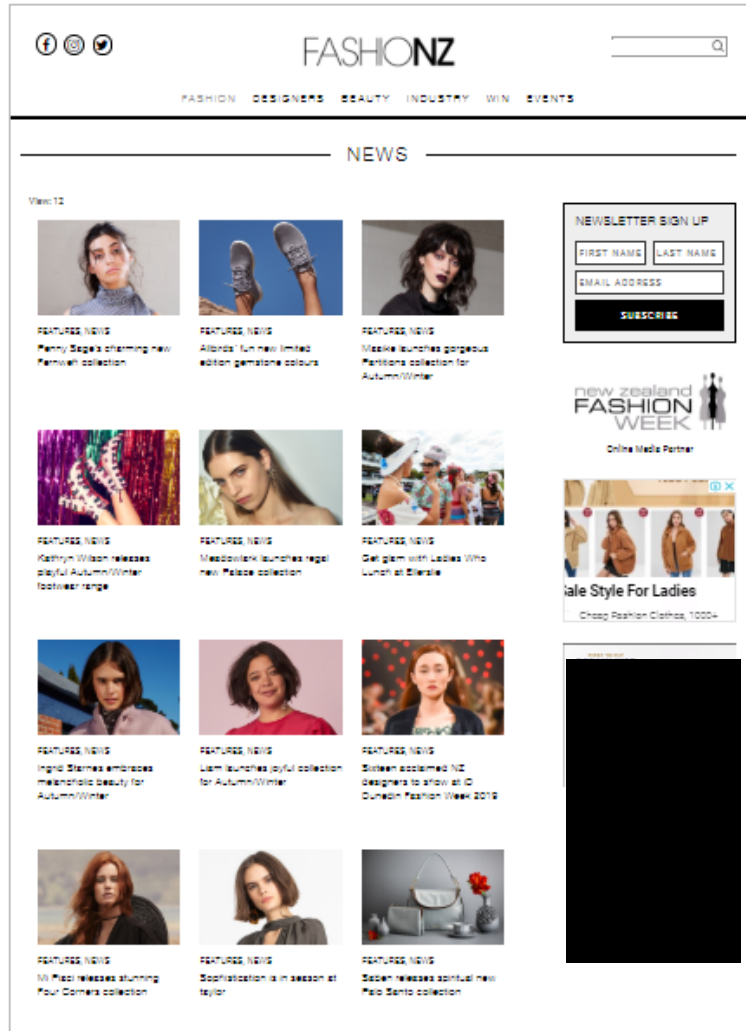 FASHIONZ
FASHION DESIGNERS BEAUTY INDUSTRY WIN EVENTS
NEWS
View: 12
FEATURES, NEWS
Penny Sage's charming new
Fernweh collection
FEATURES, NEWS
Allbirds' fun new limited
edition gemstone colours
FEATURES, NEWS
Maaike launches gorgeous
Partitions collection for
Autumn/Winter
FEATURES, NEWS
Kathryn Wilson releases
playful Autumn/Winter
footwear range
FEATURES, NEWS
Meadowlark launches regal
new Palace collection
FEATURES, NEWS
Get glam with Ladies Who
Lunch at Ellerslie
FEATURES, NEWS
Ingrid Starnes embraces
melancholic beauty for
Autumn/Winter
FEATURES, NEWS
Liam launches joyful collection
for Autumn/Winter
FEATURES, NEWS
Sixteen acclaimed NZ
designers to show at iD
Dunedin Fashion Week 2019
FEATURES, NEWS
Mi Piaci releases stunning
Four Corners collection
FEATURES, NEWS
Sophistication is in season at
taylor
FEATURES, NEWS
Saben releases spiritual new
Palo Santo collection
NEWSLETTER SIGN UP
FIRST NAME LAST NAME
EMAIL ADDRESS
SUBSCRIBE
new zealand
FASHION
WEEK
Online Media Partner
Sale Style For Ladies
Cheap Fashion Clothes, 1000+